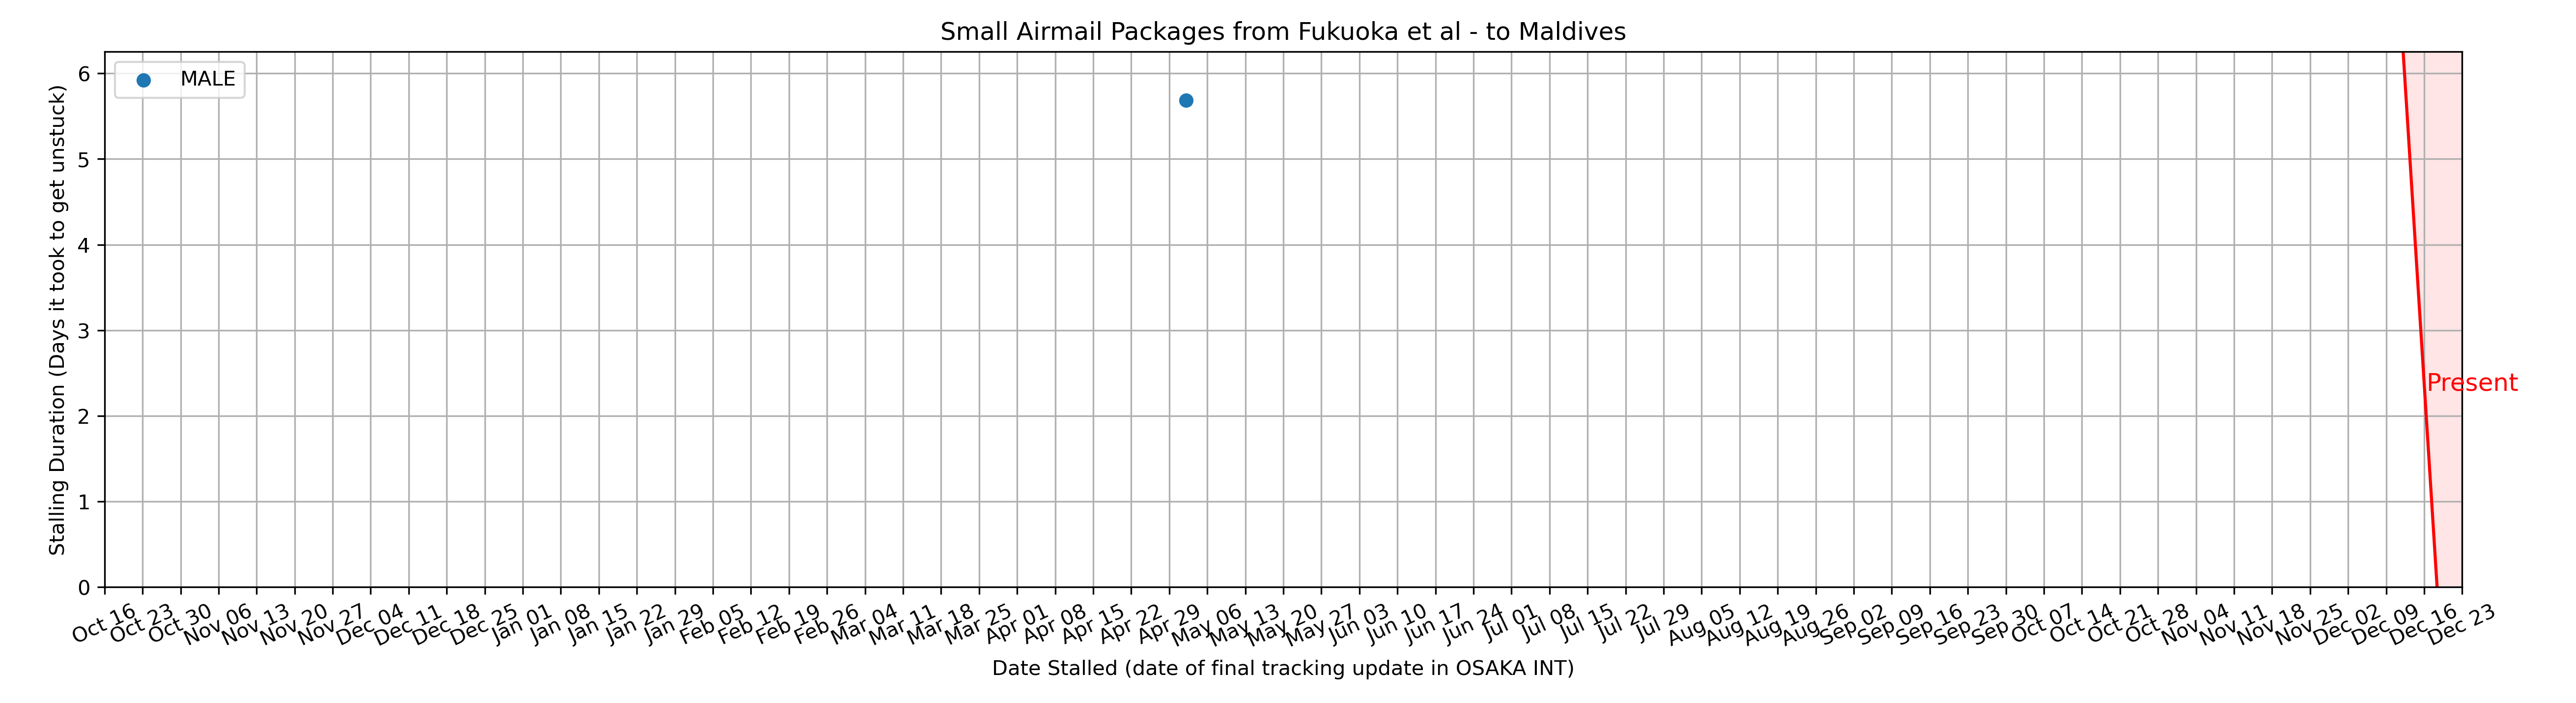 Small Airmail Packages from Fukuoka et al - to Maldives
MALE
Stalling Duration (Days it took to get unstuck)
6
5
4
3
2
1
0
Present
Oct 16 Oct 23 Oct 30 Nov 06 Nov 13 Nov 20 Nov 27 Dec 04 Dec 11 Dec 18 Dec 25 Jan 01 Jan 08 Jan 15 Jan 22 Jan 29 Feb 05 Feb 12 Feb 19 Feb 26 Mar 04 Mar 11 Mar 18 Mar 25 Apr 01 Apr 08 Apr 15 Apr 22 Apr 29 May 06 May 13 May 20 May 27 Jun 03 Jun 10 Jun 17 Jun 24 Jul 01 Jul 08 Jul 15 Jul 22 Jul 29 Aug 05 Aug 12 Aug 19 Aug 26 Sep 02 Sep 09 Sep 16 Sep 23 Sep 30 Oct 07 Oct 14 Oct 21 Oct 28 Nov 04 Nov 11 Nov 18 Nov 25 Dec 02 Dec 09 Dec 16 Dec 23
Date Stalled (date of final tracking update in OSAKA INT)